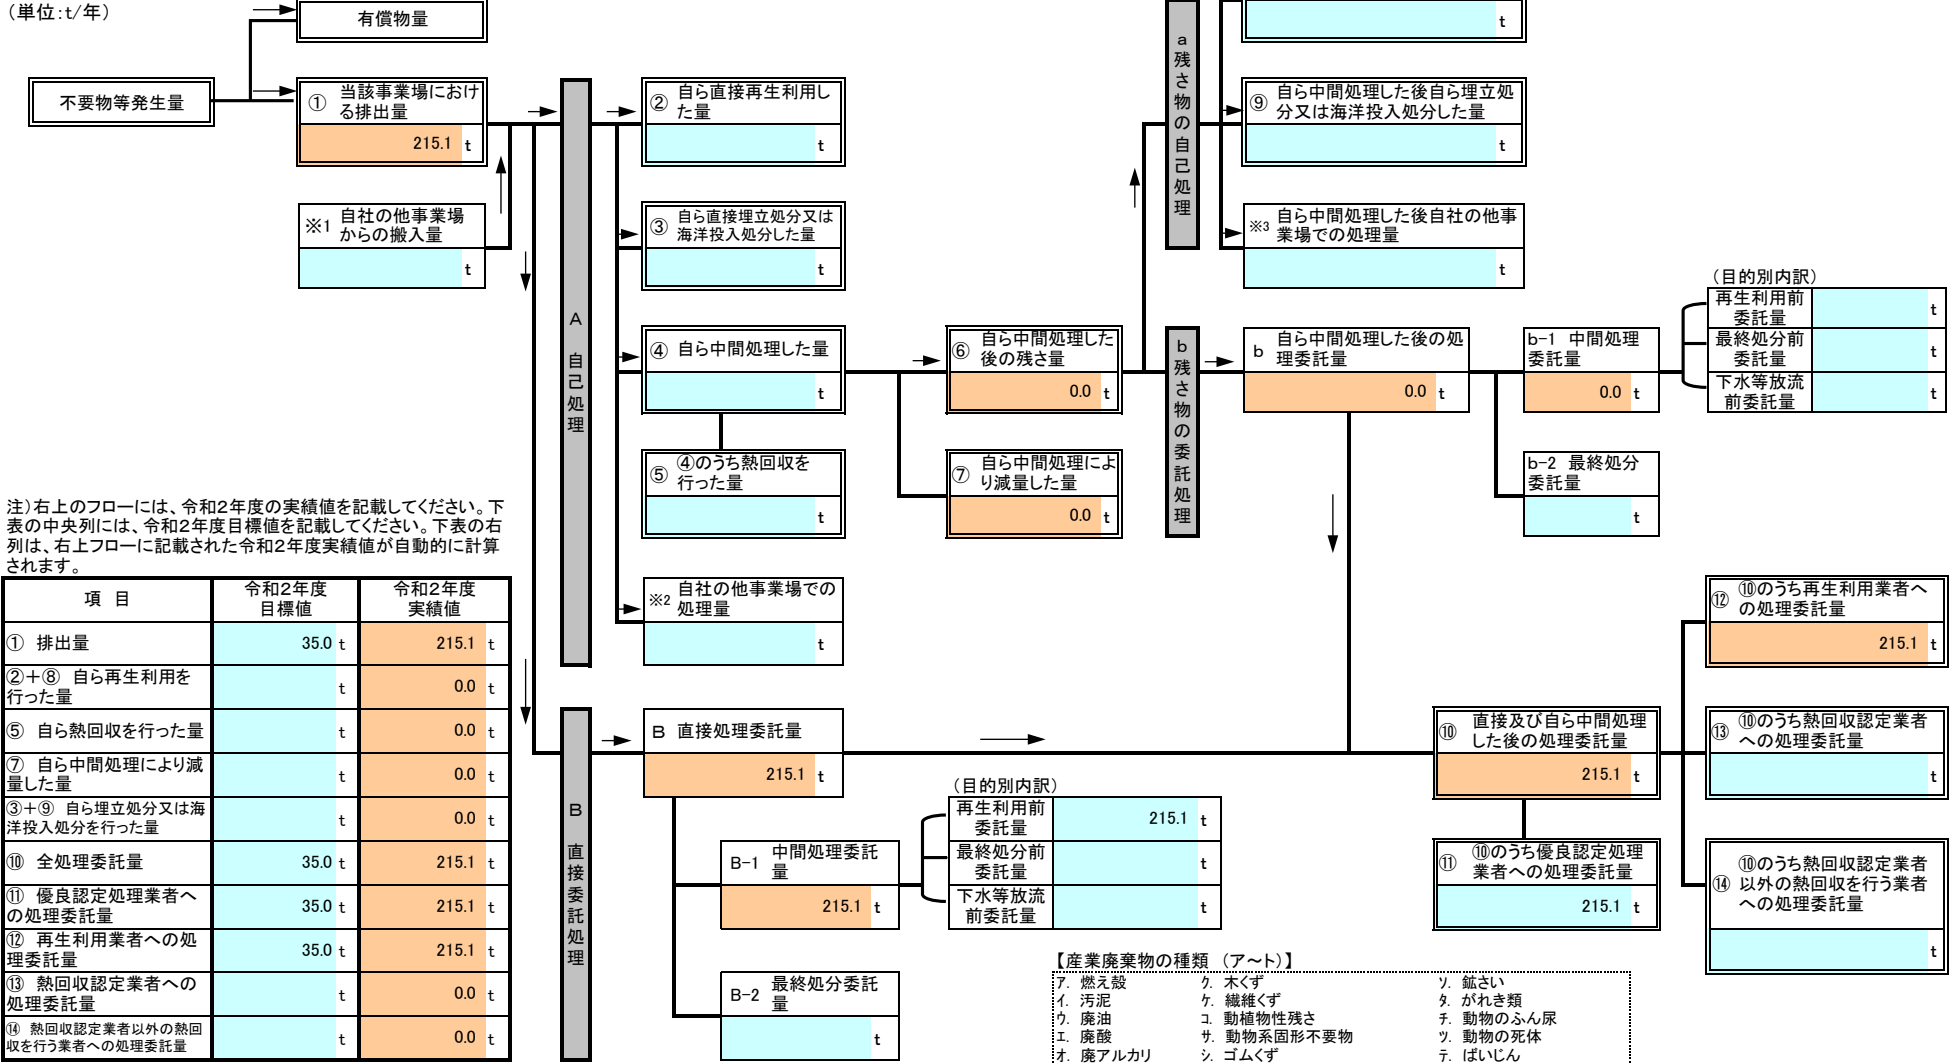 （単位：t/年）
有償物量
不要物等発生量
① 当該事業場におけ
る排出量
215.1 t
※1 自社の他事業場
からの搬入量
t
A 自己処理
② 自ら直接再生利用し
た量
t
③ 自ら直接埋立処分又は
海洋投入処分した量
t
④ 自ら中間処理した量
t
⑤ ④のうち熱回収を
行った量
t
※2 自社の他事業場での
処理量
t
⑥ 自ら中間処理した
後の残さ量
0.0 t
⑦ 自ら中間処理によ
り減量した量
0.0 t
a 残さ物の自己処理
t
⑨ 自ら中間処理した後自ら埋立処
分又は海洋投入処分した量
t
※3 自ら中間処理した後自社の他事
業場での処理量
t
b 残さ物の委託処理
b 自ら中間処理した後の処
理委託量
0.0 t
b-1 中間処理
委託量
0.0 t
b-2 最終処分
委託量
t
（目的別内訳）
再生利用前
委託量
t
最終処分前
委託量
t
下水等放流
前委託量
t
注）右上のフローには、令和２年度の実績値を記載してください。下
表の中央列には、令和２年度目標値を記載してください。下表の右
列は、右上フローに記載された令和２年度実績値が自動的に計算
されます。
項 目 令和２年度
目標値 令和２年度
実績値
① 排出量 35.0 t 215.1 t
②＋⑧ 自ら再生利用を
行った量 t 0.0 t
⑤ 自ら熱回収を行った量 t 0.0 t
⑦ 自ら中間処理により減
量した量 t 0.0 t
③＋⑨ 自ら埋立処分又は海
洋投入処分を行った量 t 0.0 t
⑩ 全処理委託量 35.0 t 215.1 t
⑪ 優良認定処理業者へ
の処理委託量 35.0 t 215.1 t
⑫ 再生利用業者への処
理委託量 35.0 t 215.1 t
⑬ 熱回収認定業者への
処理委託量 t 0.0 t
⑭ 熱回収認定業者以外の熱回
収を行う業者への処理委託量 t 0.0 t
B 直接委託処理
B 直接処理委託量
215.1 t
B-1 中間処理委託
量
215.1 t
B-2 最終処分委託
量
t
（目的別内訳）
再生利用前
委託量
215.1 t
最終処分前
委託量
t
下水等放流
前委託量
t
⑩ 直接及び自ら中間処理
した後の処理委託量
215.1 t
⑪ ⑩のうち優良認定処理
業者への処理委託量
215.1 t
⑫ ⑩のうち再生利用業者へ
の処理委託量
215.1 t
⑬ ⑩のうち熱回収認定業者
への処理委託量
t
⑭ ⑩のうち熱回収認定業者
以外の熱回収を行う業者
への処理委託量
t
【産業廃棄物の種類 （ア～ト）】
ア. 燃え殻 ク. 木くず ソ. 鉱さい
イ. 汚泥 ケ. 繊維くず タ. がれき類
ウ. 廃油 コ. 動植物性残さ チ. 動物のふん尿
エ. 廃酸 サ. 動物系固形不要物 ツ. 動物の死体
オ. 廃アルカリ シ. ゴムくず テ. ばいじん